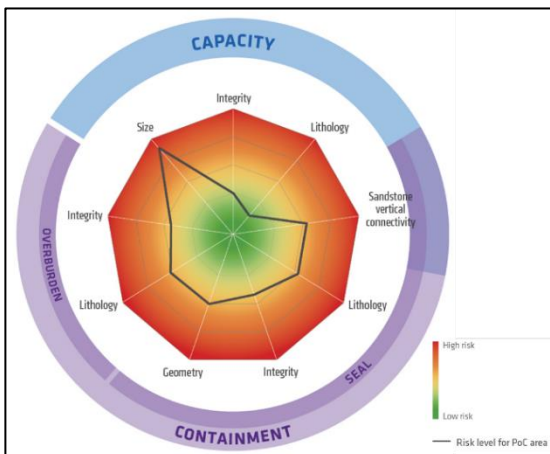 CAPACITY
Integrity
Size
Lithology
Integrity
Sandstone
vertical
connectivity
OVERBURDEN
Lithology
Lithology
Geometry
Integrity
SEAL
CONTAINMENT
High risk
Low risk
Risk level for PoC area